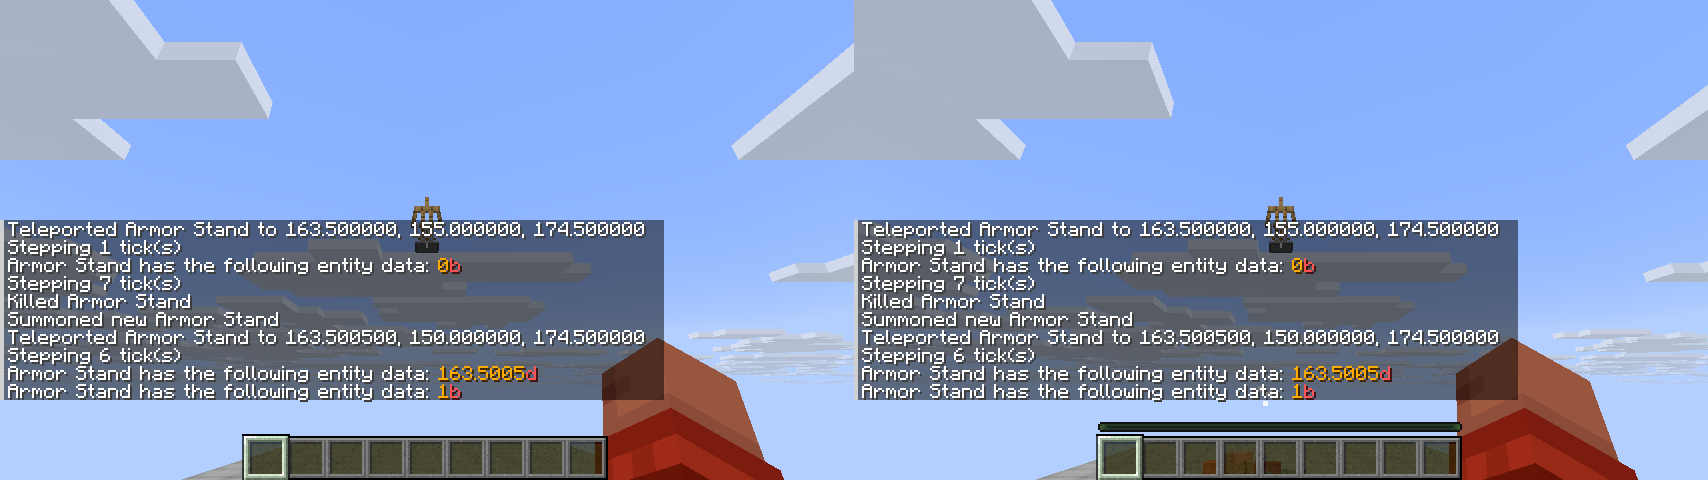 Teleported Armor Stand to 163.500000, 155.000000, 174.500000
Stepping 1 tick(s)
Armor Stand has the following entity data: 0b
Stepping 7 tick(s)
Killed Armor Stand
Summoned new Armor Stand
Teleported Armor Stand to 163.500500, 150.000000, 174.500000
Stepping 6 tick(s)
Armor Stand has the following entity data: 163.5005d
Armor Stand has the following entity data: 1b
Teleported Armor Stand to 163.500000, 155.000000, 174.500000
Stepping 1 tick(s)
Armor Stand has the following entity data: 0b
Stepping 7 tick(s)
Killed Armor Stand
Summoned new Armor Stand
Teleported Armor Stand to 163.500500, 150.000000, 174.500000
Stepping 6 tick(s)
Armor Stand has the following entity data: 163.5005d
Armor Stand has the following entity data: 1b